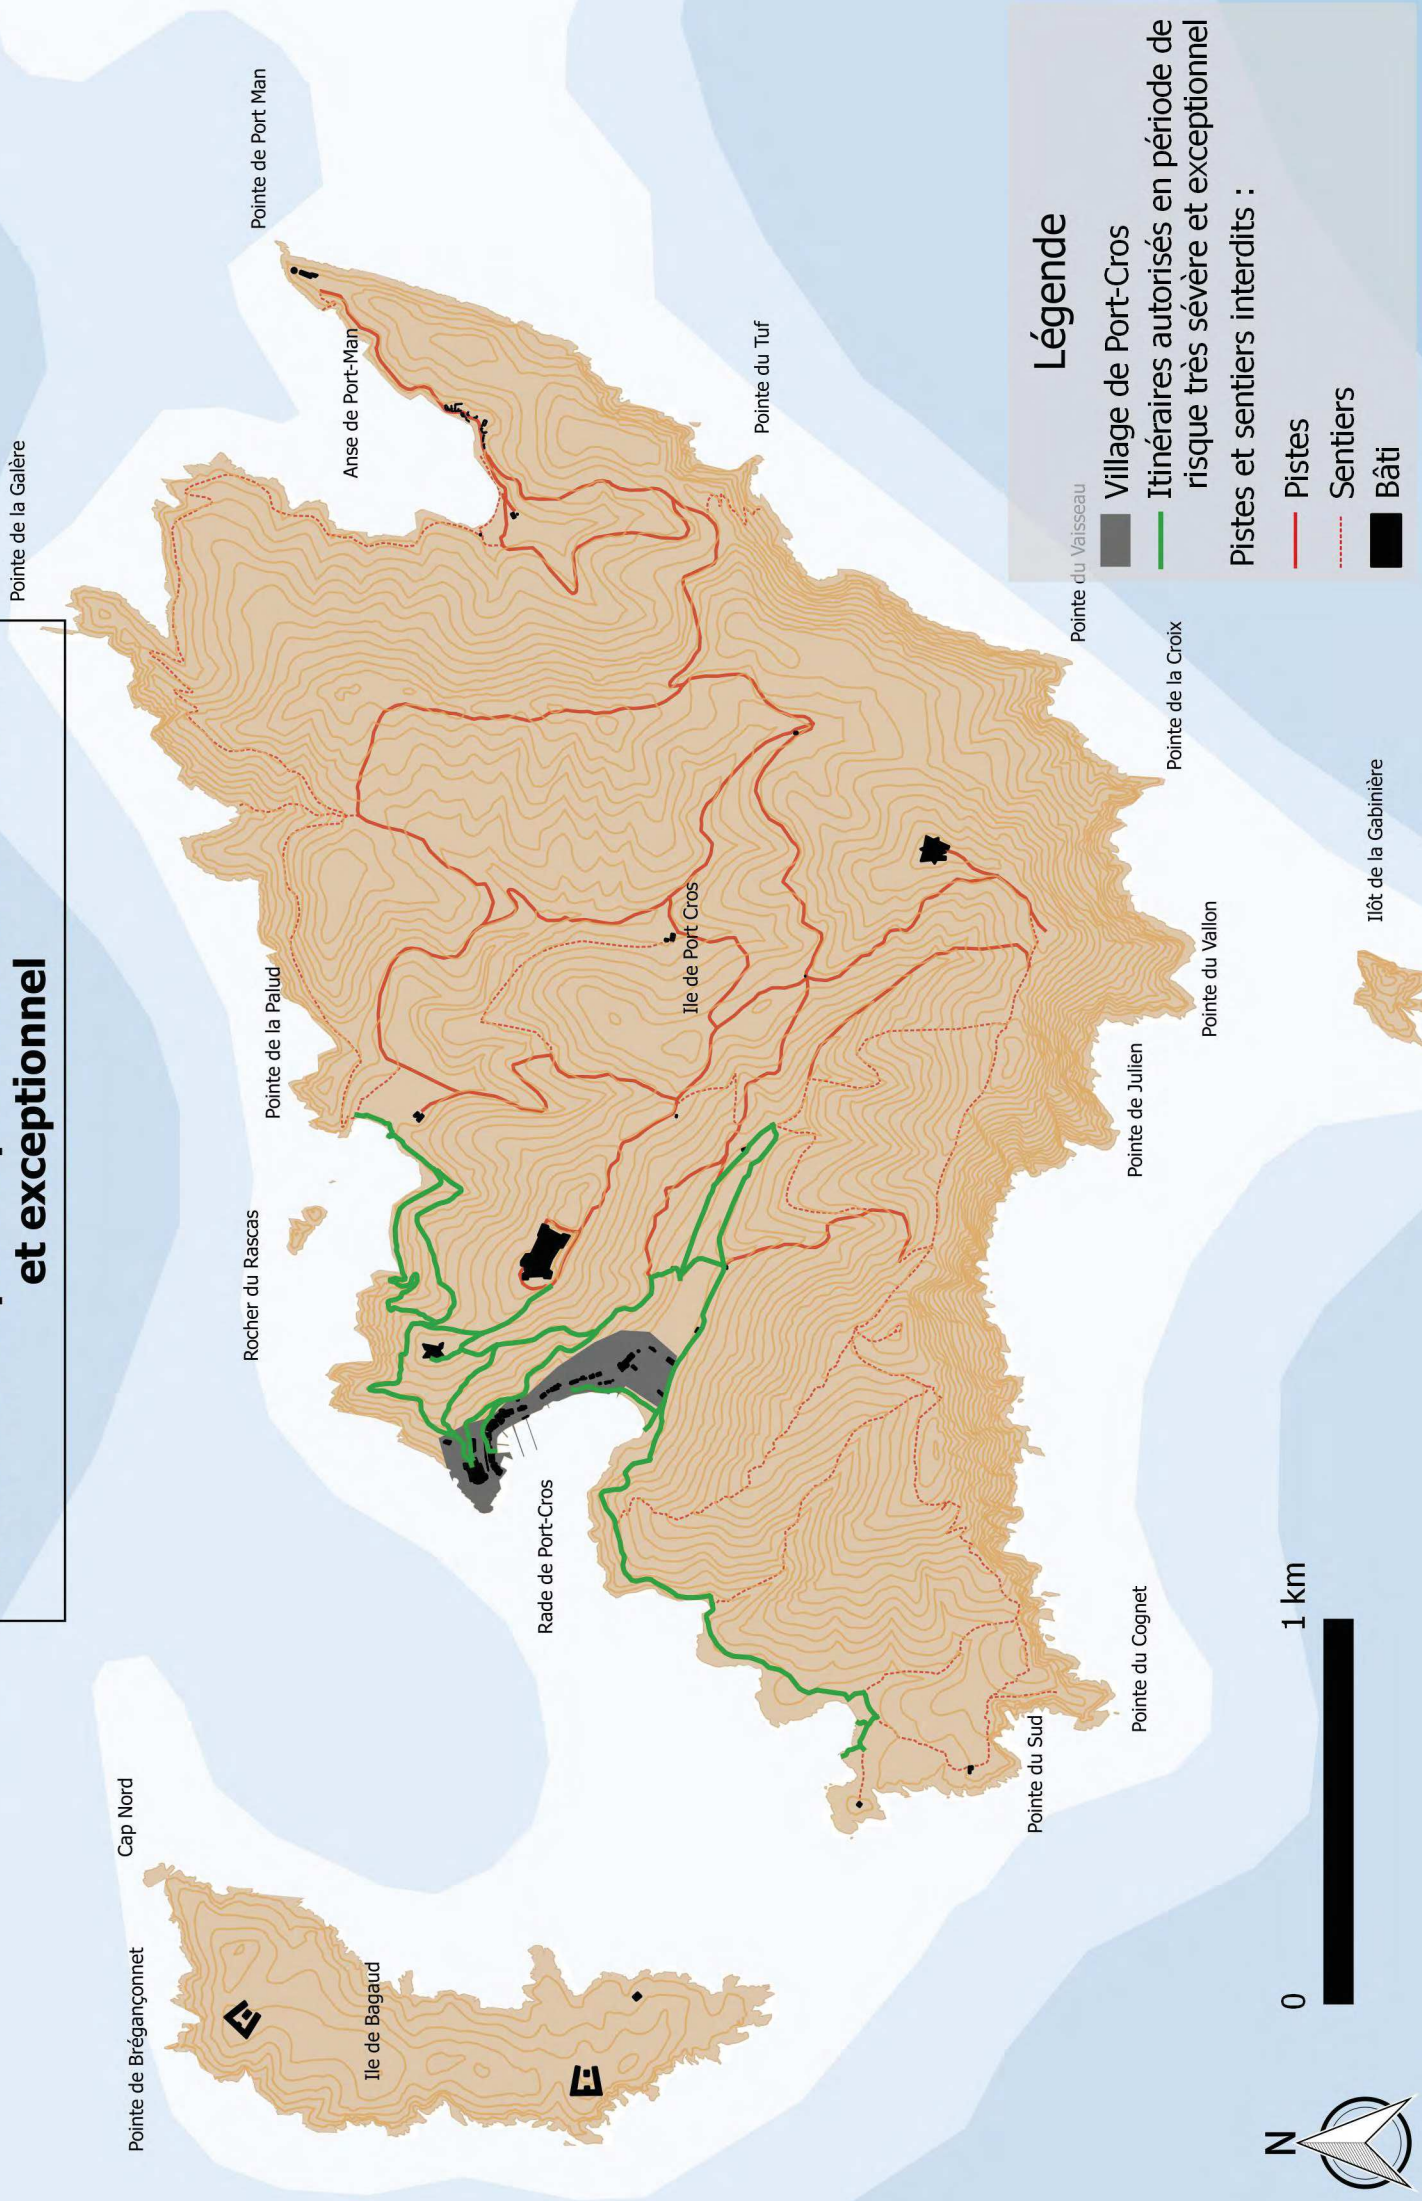 et exceptionnel
Pointe de la Galère
Pointe de Port Man
Anse de Port-Man
Pointe du Tuf
Pointe de la Palud
Rocher du Rascas
Ile de Port Cros
Rade de Port-Cros
Cap Nord
Pointe de Brégançonnet
Ile de Bagaud
Pointe du Vaisseau
Pointe de la Croix
Ilôt de la Gabinière
Pointe du Vallon
Pointe de Julien
Pointe du Cognet
Pointe du Sud
Légende
Village de Port-Cros
Itinéraires autorisés en période de
risque très sévère et exceptionnel
Pistes et sentiers interdits :
Pistes
Sentiers
Bâti
N
0
1 km